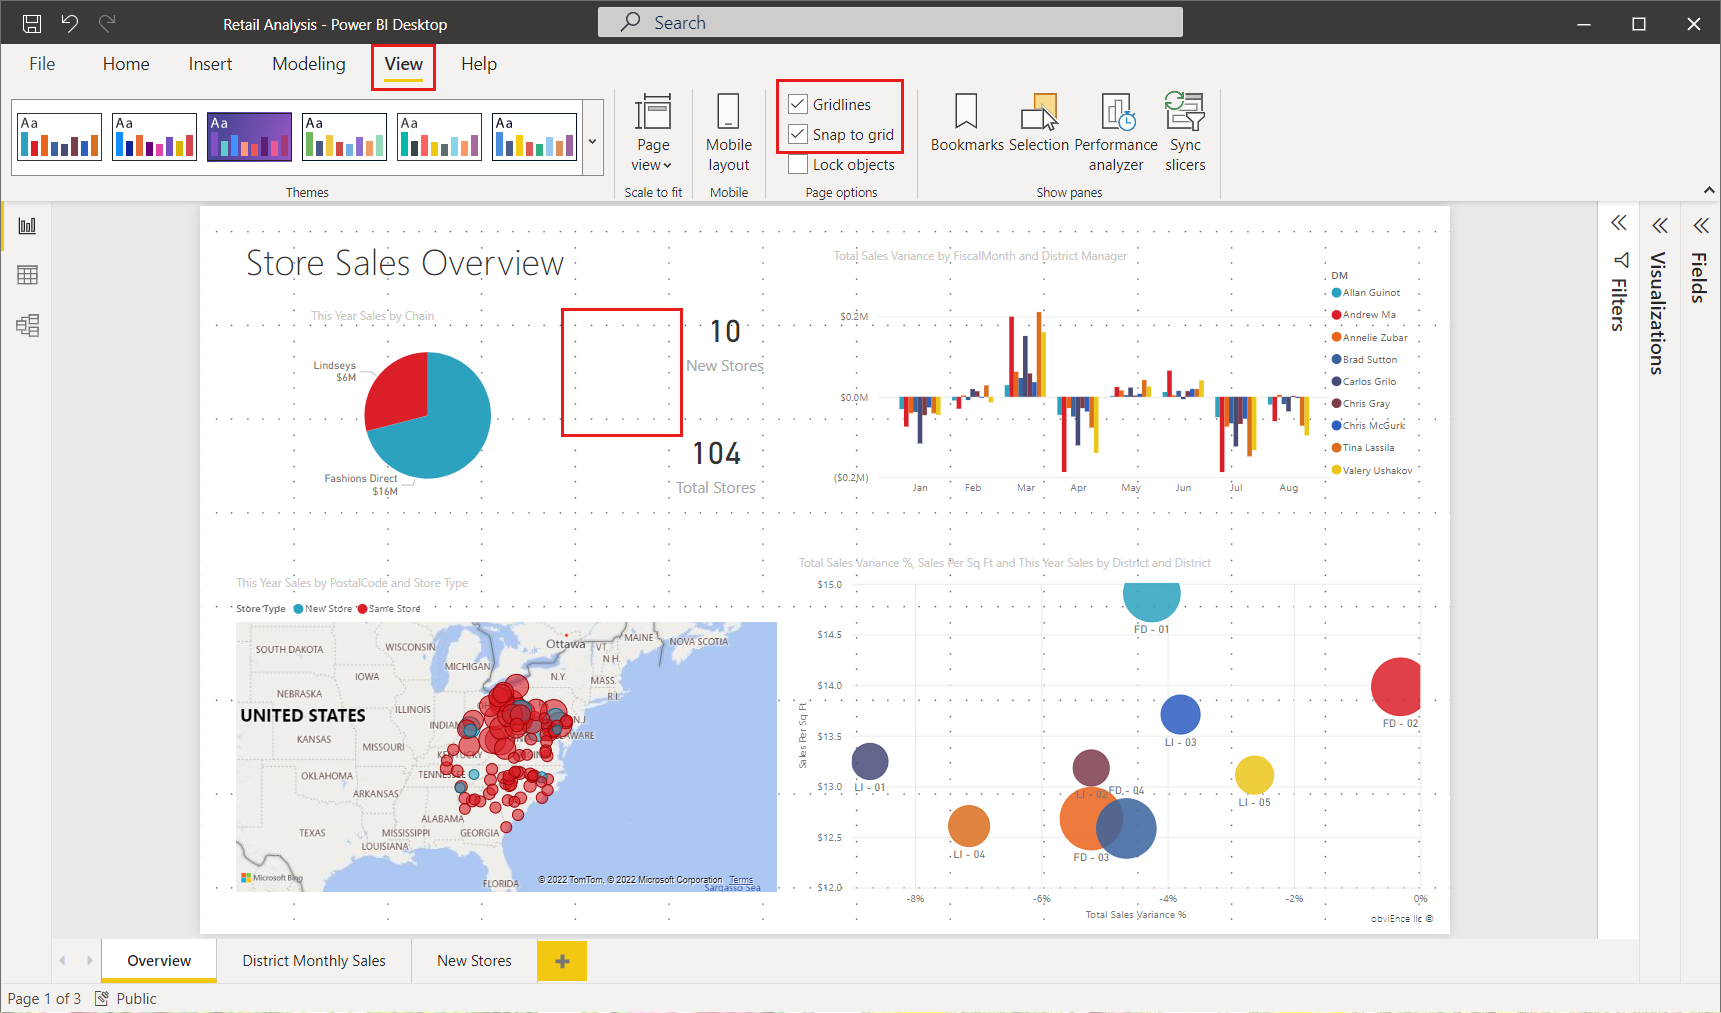 Retail Analysis - Power BI Desktop
Search
File Home Insert Modeling View Help
Aa Aa Aa Aa Aa Aa
Gridlines
Snap to grid
Lock objects
Page view
Mobile layout
Bookmarks Selection Performance analyzer Sync slicers
Themes Scale to fit Mobile Page options Show panes
Store Sales Overview
This Year Sales by Chain
Lindseys
$6M
Fashions Direct
$16M
10
New Stores
104
Total Stores
Total Sales Variance by FiscalMonth and District Manager
$0.2M
$0.0M
($0.2M)
Jan Feb Mar Apr May Jun Jul Aug
DM
Allan Guinot
Andrew Ma
Annelie Zubar
Brad Sutton
Carlos Grilo
Chris Gray
Chris McGurk
Tina Lassila
Valery Ushakov
Filters
Visualizations
Fields
This Year Sales by PostalCode and Store Type
Store Type New Store Same Store
Ottawa
MAINE
NOVA SCOTIA
VT.
N.H.
SOUTH DAKOTA
WISCONSIN
MICHIGAN
IOWA
N.Y.
MASS.
R.I.
NEBRASKA
ILLINOIS
UNITED STATES
N.J.
KANSAS
MISSOURI
OKLAHOMA
TENNESSEE
ARKANSAS
ALABAMA
TEXAS
MISSISSIPPI
GEORGIA
LOUISIANA
FLORIDA
Microsoft Bing
© 2022 TomTom, © 2022 Microsoft Corporation Terms
Sargasso Sea
Total Sales Variance %, Sales Per Sq Ft and This Year Sales by District and District
Sales Per Sq Ft
$15.0
$14.5
$14.0
$13.5
$13.0
$12.5
$12.0
FD - 01
FD - 02
LI - 03
LI - 01
LI - 02
FD - 04
LI - 05
LI - 04
FD - 03
-8% -6% -4% -2% 0%
Total Sales Variance %
obviEnce llc ©
Overview District Monthly Sales New Stores
Page 1 of 3 Public